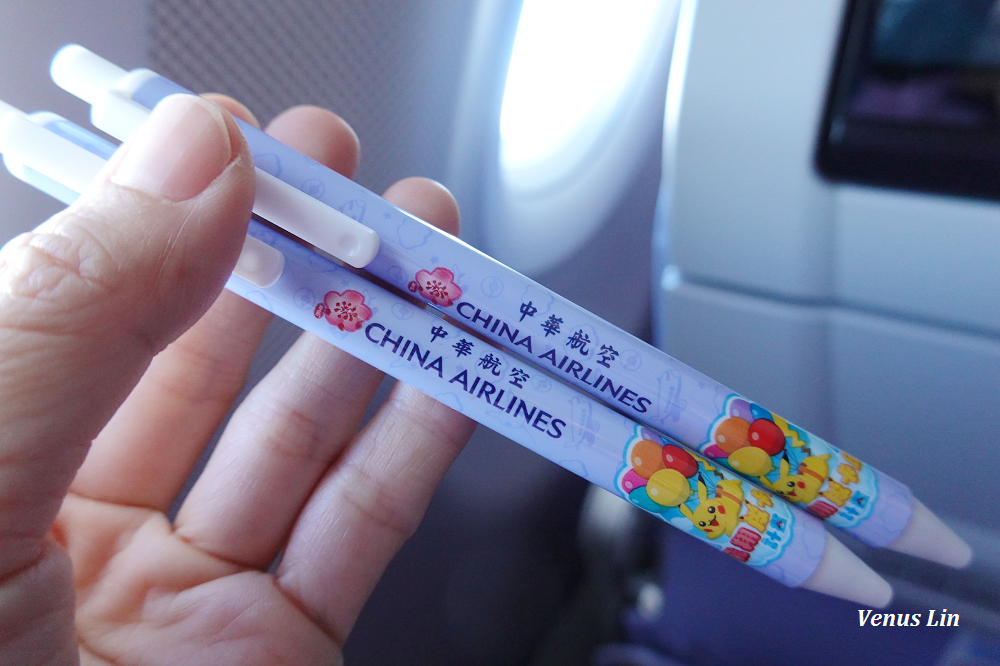 中華航空
CHINA AIRLINES
中華航空
CHINA AIRLINES
Venus Lin